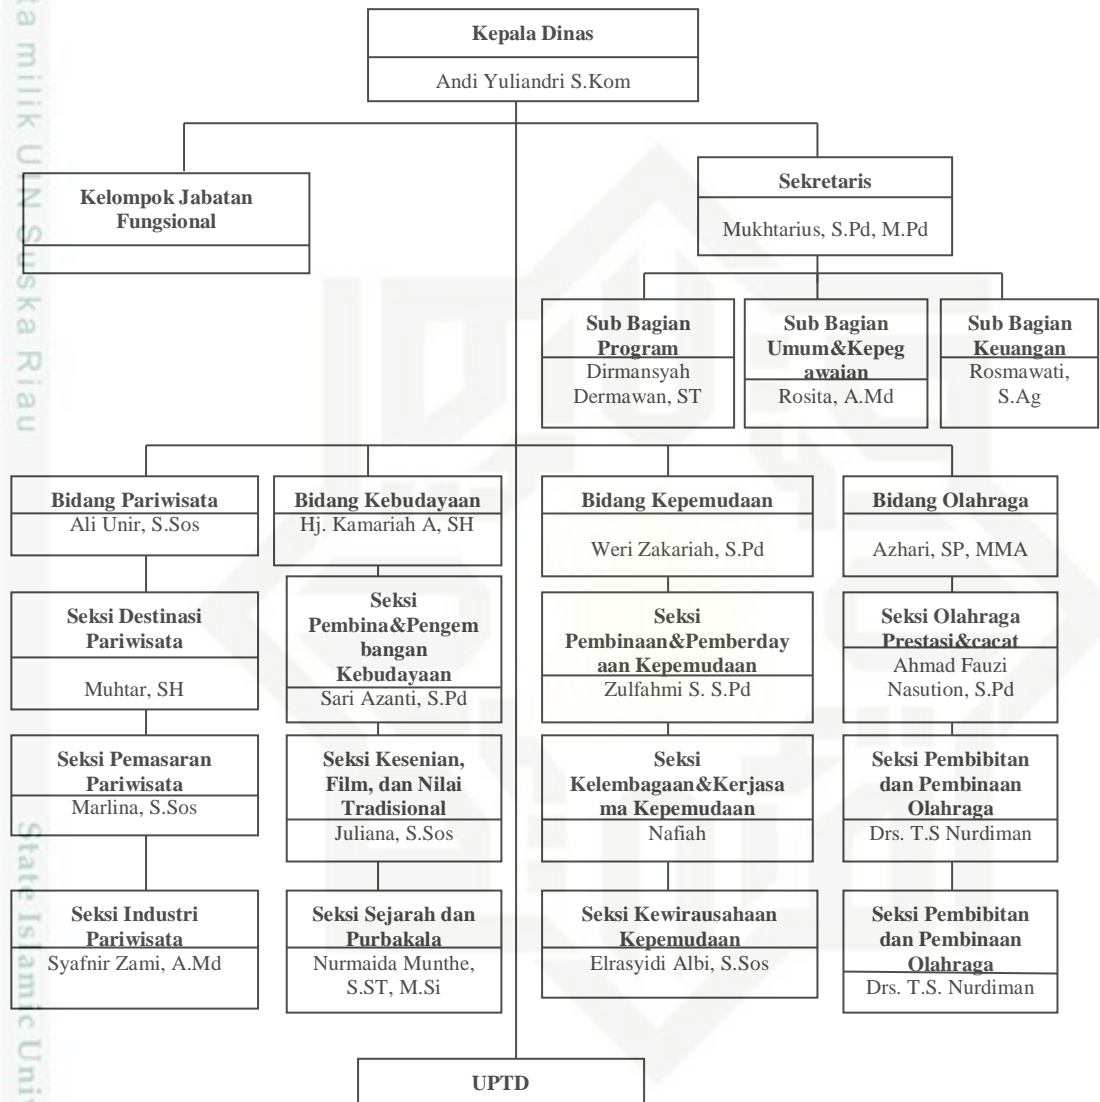 Kepala Dinas
Andi Yuliandri S.Kom
Kelompok Jabatan
Fungsional
Sekretaris
Mukhtarius, S.Pd, M.Pd
Sub Bagian
Program
Dirmansyah
Dermawan, ST
Sub Bagian
Umum&Kepeg
awaian
Rosita, A.Md
Sub Bagian
Keuangan
Rosmawati,
S.Ag
Bidang Pariwisata
Ali Unir, S.Sos
Bidang Kebudayaan
Hj. Kamariah A, SH
Bidang Kepemudaan
Weri Zakariah, S.Pd
Bidang Olahraga
Azhari, SP, MMA
Seksi Destinasi
Pariwisata
Muhtar, SH
Seksi
Pembina&Pengem
bangan
Kebudayaan
Sari Azanti, S.Pd
Seksi
Pembinaan&Pemberday
aan Kepemudaan
Zulfahmi S. S.Pd
Seksi Olahraga
Prestasi&cacat
Ahmad Fauzi
Nasution, S.Pd
Seksi Pemasaran
Pariwisata
Marlina, S.Sos
Seksi Kesenian,
Film, dan Nilai
Tradisional
Juliana, S.Sos
Seksi
Kelembagaan&Kerjasa
ma Kepemudaan
Nafiah
Seksi Pembibitan
dan Pembinaan
Olahraga
Drs. T.S Nurdiman
Seksi Industri
Pariwisata
Syafnir Zami, A.Md
Seksi Sejarah dan
Purbakala
Nurmaida Munthe,
S.ST, M.Si
Seksi Kewirausahaan
Kepemudaan
Elrasyidi Albi, S.Sos
Seksi Pembibitan
dan Pembinaan
Olahraga
Drs. T.S. Nurdiman
UPTD
milik UIN Suska Riau
State Islamic